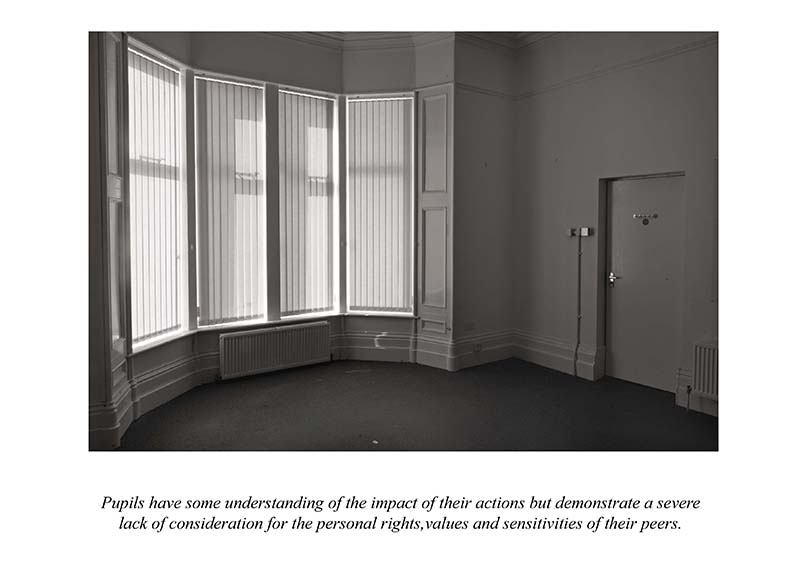 Pupils have some understanding of the impact of their actions but demonstrate a severe
lack of consideration for the personal rights,values and sensitivities of their peers.